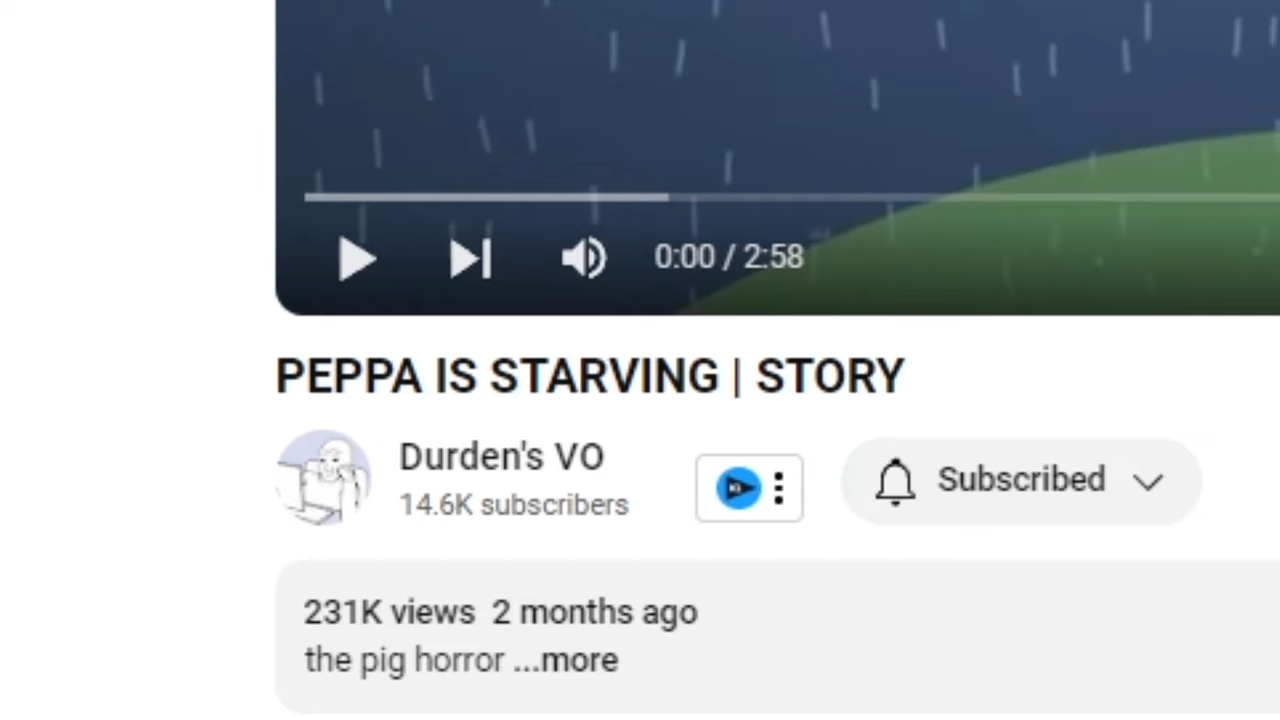 0:00 / 2:58
PEPPA IS STARVING | STORY
Durden's VO
14.6K subscribers
Subscribed
231K views 2 months ago
the pig horror ...more